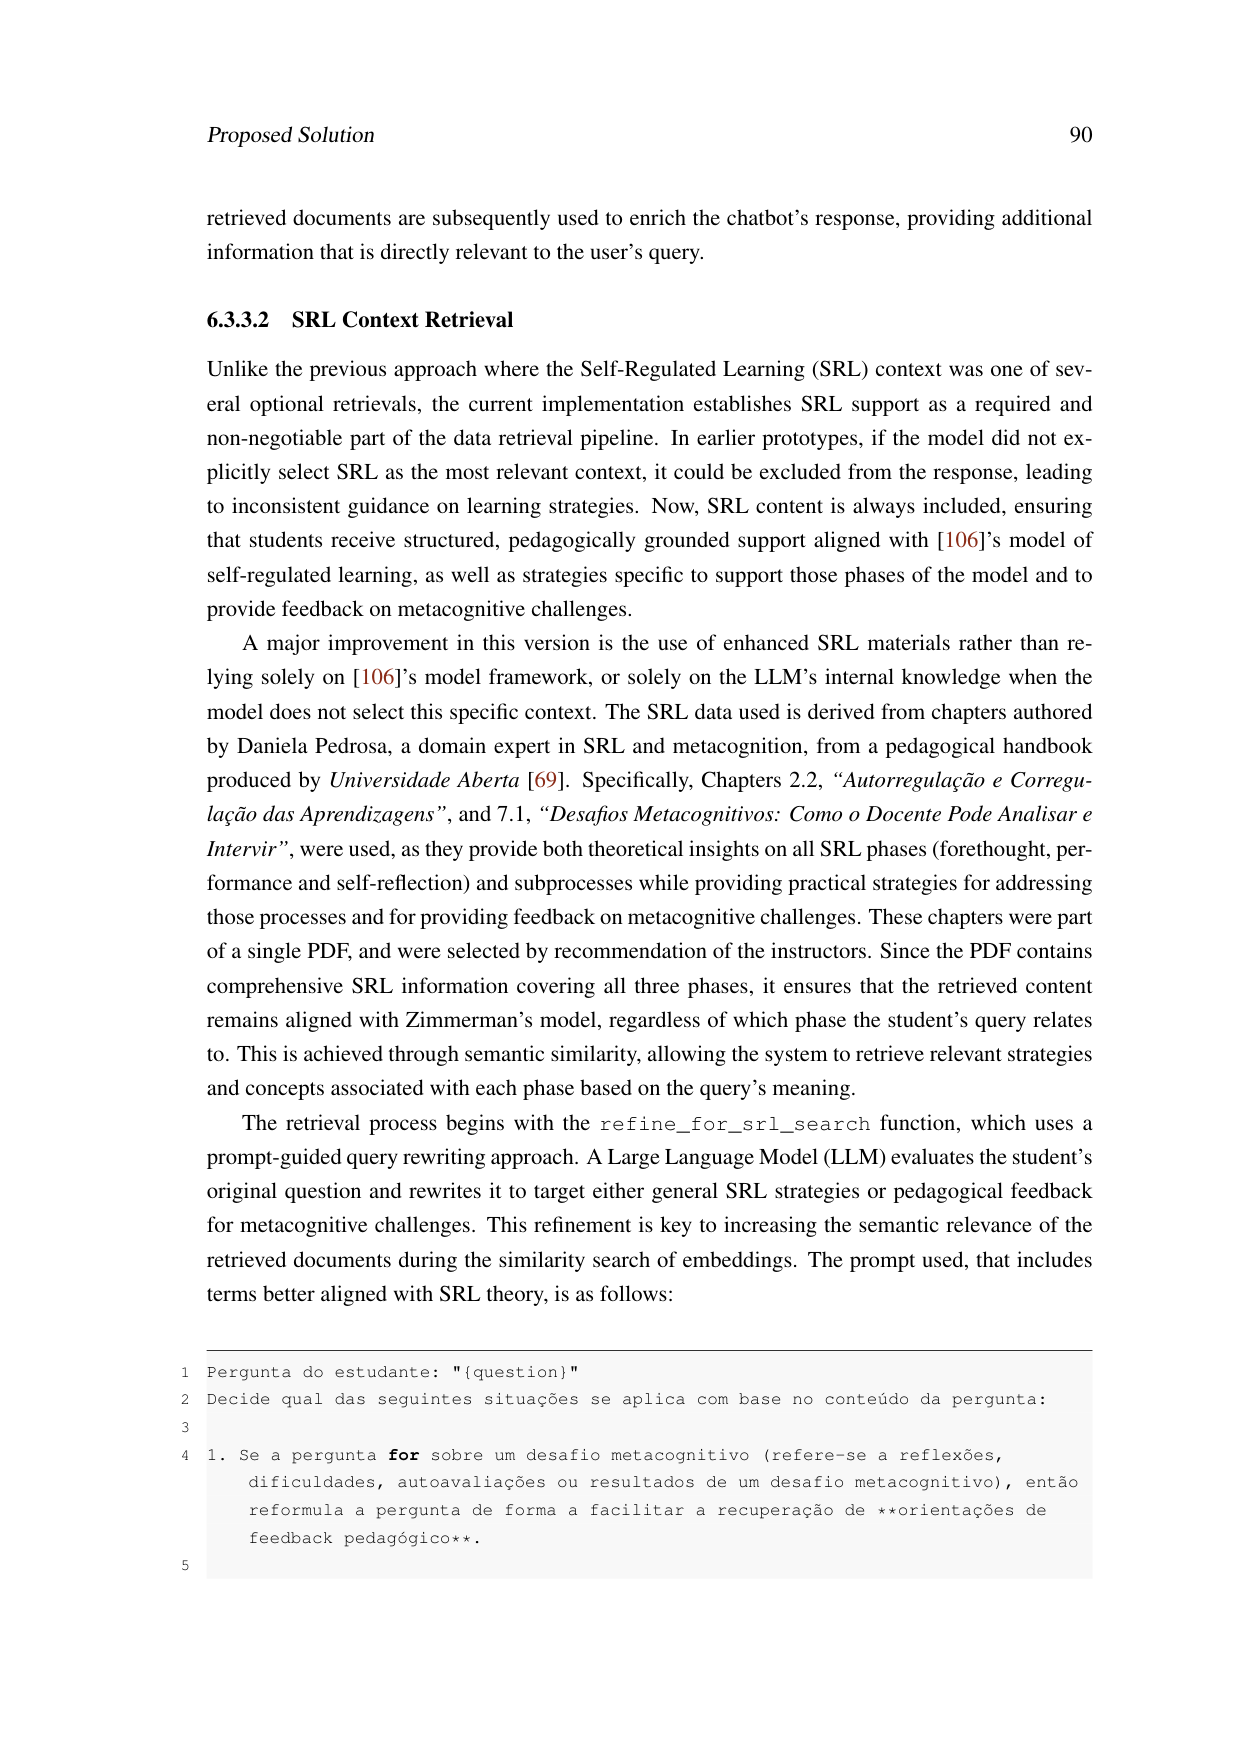 Proposed Solution 90
retrieved documents are subsequently used to enrich the chatbot's response, providing additional
information that is directly relevant to the user's query.
6.3.3.2 SRL Context Retrieval
Unlike the previous approach where the Self-Regulated Learning (SRL) context was one of sev-
eral optional retrievals, the current implementation establishes SRL support as a required and
non-negotiable part of the data retrieval pipeline. In earlier prototypes, if the model did not ex-
plicitly select SRL as the most relevant context, it could be excluded from the response, leading
to inconsistent guidance on learning strategies. Now, SRL content is always included, ensuring
that students receive structured, pedagogically grounded support aligned with [106]'s model of
self-regulated learning, as well as strategies specific to support those phases of the model and to
provide feedback on metacognitive challenges.
A major improvement in this version is the use of enhanced SRL materials rather than re-
lying solely on [106]'s model framework, or solely on the LLM's internal knowledge when the
model does not select this specific context. The SRL data used is derived from chapters authored
by Daniela Pedrosa, a domain expert in SRL and metacognition, from a pedagogical handbook
produced by Universidade Aberta [69]. Specifically, Chapters 2.2, “Autorregulação e Corregu-
lação das Aprendizagens”, and 7.1, “Desafios Metacognitivos: Como o Docente Pode Analisar e
Intervir”, were used, as they provide both theoretical insights on all SRL phases (forethought, per-
formance and self-reflection) and subprocesses while providing practical strategies for addressing
those processes and for providing feedback on metacognitive challenges. These chapters were part
of a single PDF, and were selected by recommendation of the instructors. Since the PDF contains
comprehensive SRL information covering all three phases, it ensures that the retrieved content
remains aligned with Zimmerman's model, regardless of which phase the student's query relates
to. This is achieved through semantic similarity, allowing the system to retrieve relevant strategies
and concepts associated with each phase based on the query's meaning.
The retrieval process begins with the refine_for_srl_search function, which uses a
prompt-guided query rewriting approach. A Large Language Model (LLM) evaluates the student's
original question and rewrites it to target either general SRL strategies or pedagogical feedback
for metacognitive challenges. This refinement is key to increasing the semantic relevance of the
retrieved documents during the similarity search of embeddings. The prompt used, that includes
terms better aligned with SRL theory, is as follows:
1 Pergunta do estudante: "{question}"
2 Decide qual das seguintes situações se aplica com base no conteúdo da pergunta:
3
4 1. Se a pergunta for sobre um desafio metacognitivo (refere-se a reflexões,
dificuldades, autoavaliações ou resultados de um desafio metacognitivo), então
reformula a pergunta de forma a facilitar a recuperação de **orientações de
feedback pedagógico**.
5